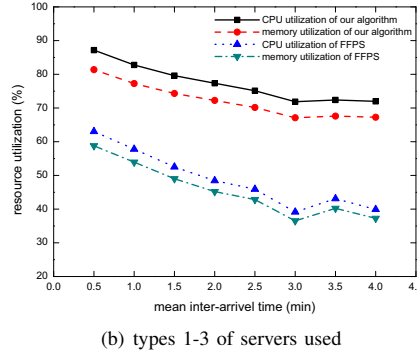 CPU utilization of our algorithm
memory utilization of our algorithm
CPU utilization of FFPS
memory utilization of FFPS
100
90
80
70
60
50
40
30
20
resource utilization (%)
0.0 0.5 1.0 1.5 2.0 2.5 3.0 3.5 4.0 4.
mean inter-arrivel time (min)
(b) types 1-3 of servers used